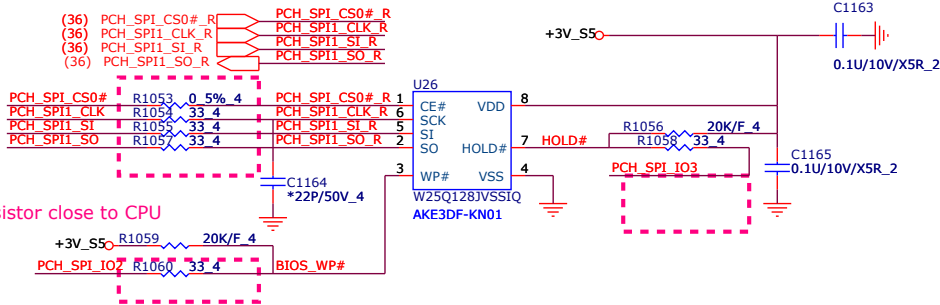 C1163
(36) PCH_SPI_CS0#_R PCH_SPI_CS0#_R
(36) PCH_SPI1_CLK_R PCH_SPI1_CLK_R
(36) PCH_SPI1_SI_R PCH_SPI1_SI_R
(36) PCH_SPI1_SO_R PCH_SPI1_SO_R
+3V_S5
0.1U/10V/X5R_2
U26
PCH_SPI_CS0# R1053 0_5%_4 PCH_SPI_CS0#_R 1 CE# VDD 8
PCH_SPI1_CLK R1054 33_4 PCH_SPI1_CLK_R 6 SCK
PCH_SPI1_SI R1055 33_4 PCH_SPI1_SI_R 5 SI
PCH_SPI1_SO R1057 33_4 PCH_SPI1_SO_R 2 SO HOLD# 7 HOLD#
R1056 20K/F_4
R1058 33_4
PCH_SPI_IO3
3 WP# VSS 4
C1165
0.1U/10V/X5R_2
C1164
*22P/50V_4
W25Q128JVSSIQ
AKE3DF-KN01
sistor close to CPU
+3V_S5 R1059 20K/F_4
PCH_SPI_IO2 R1060 33_4 BIOS_WP#